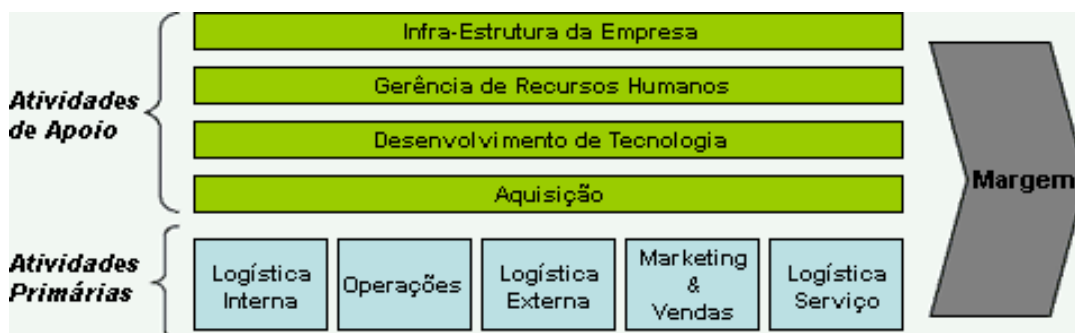 Atividades
de Apoio
Infra-Estrutura da Empresa
Gerência de Recursos Humanos
Desenvolvimento de Tecnologia
Aquisição
Atividades
Primárias
Logística
Interna
Operações
Logística
Externa
Marketing
&
Vendas
Logística
Serviço
Margem